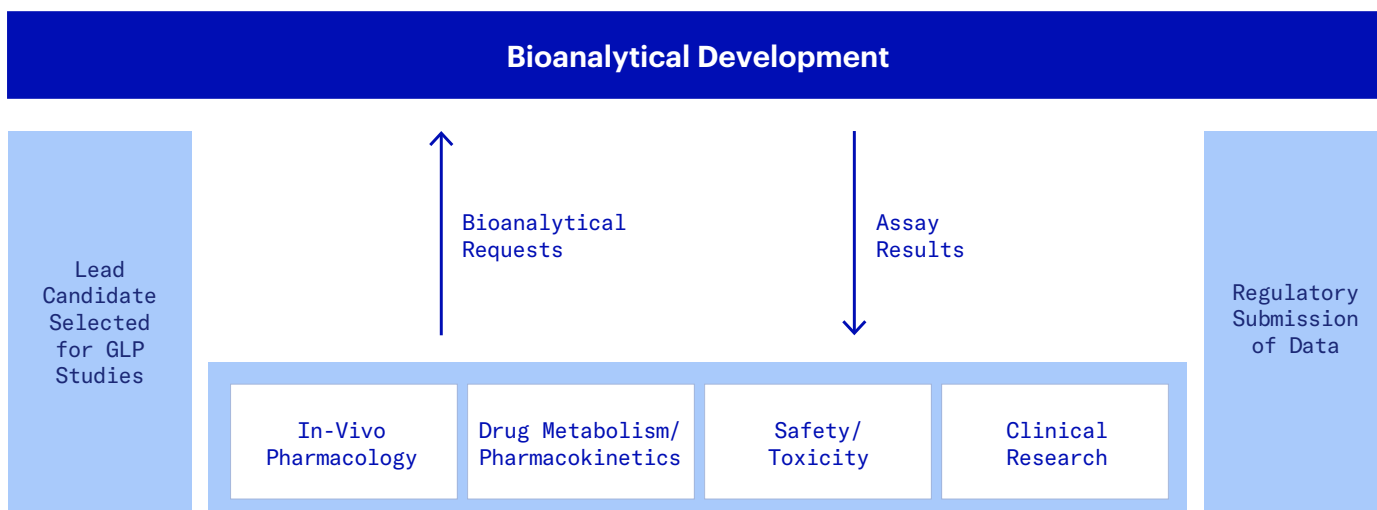 Bioanalytical Development
Lead
Candidate
Selected
for GLP
Studies
Bioanalytical
Requests
Assay
Results
Regulatory
Submission
of Data
In-Vivo
Pharmacology
Drug Metabolism/
Pharmacokinetics
Safety/
Toxicity
Clinical
Research